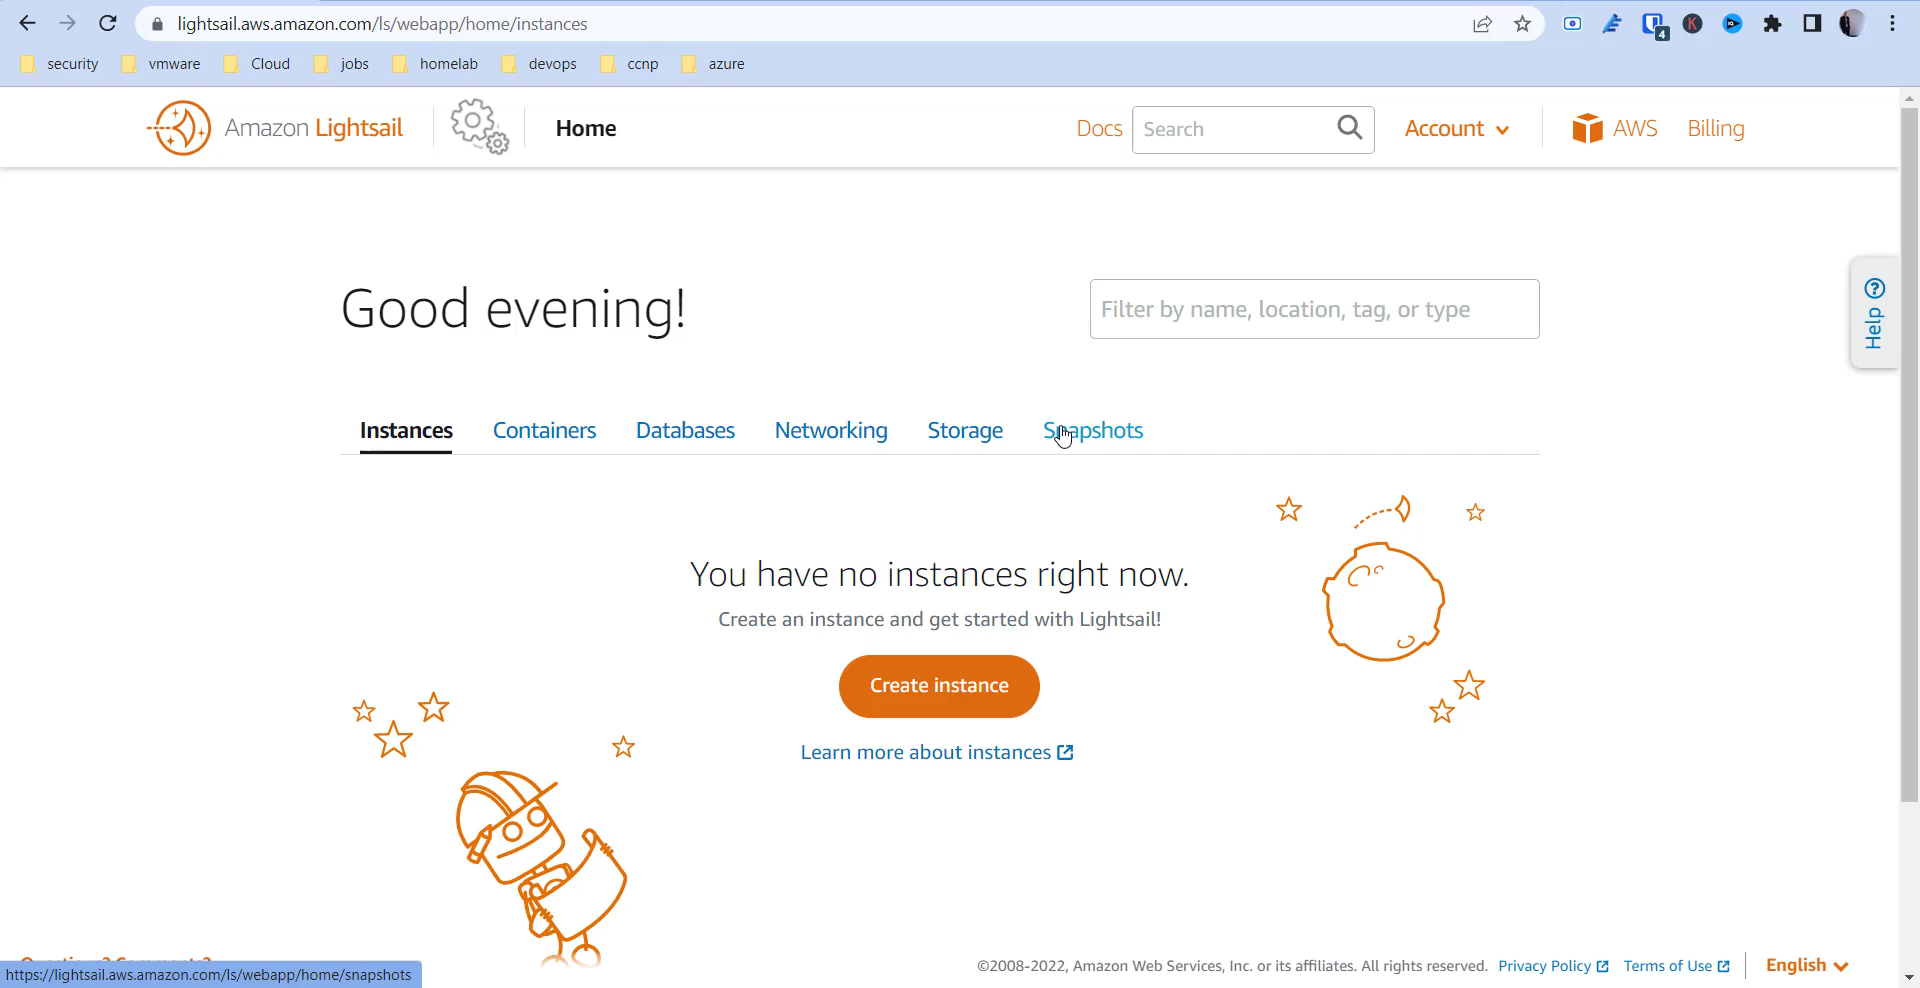 lightsail.aws.amazon.com/ls/webapp/home/instances
4 K
security vmware Cloud jobs homelab devops ccnp azure
Amazon Lightsail Home Docs Search Account AWS Billing
Good evening!
Filter by name, location, tag, or type
Help
Instances Containers Databases Networking Storage Snapshots
You have no instances right now.
Create an instance and get started with Lightsail!
Create instance
Learn more about instances
©2008-2022, Amazon Web Services, Inc. or its affiliates. All rights reserved. Privacy Policy Terms of Use English
https://lightsail.aws.amazon.com/ls/webapp/home/snapshots